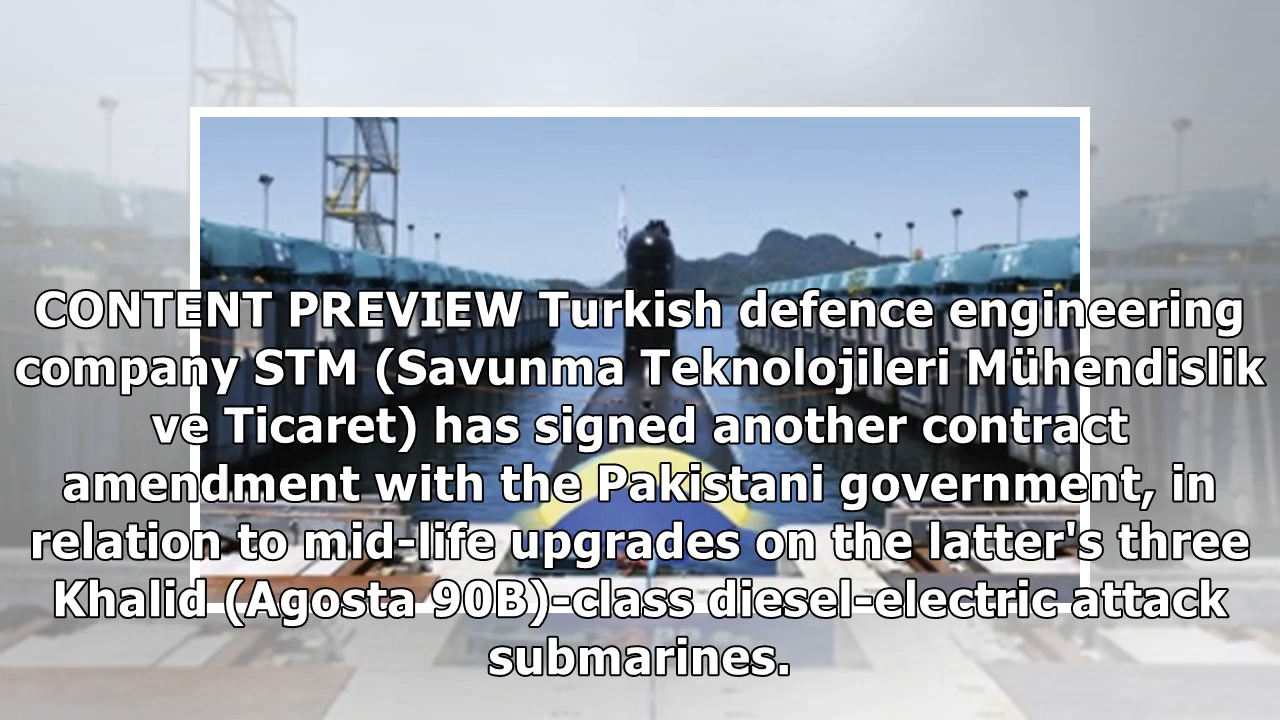 CONTENT PREVIEW Turkish defence engineering
company STM (Savunma Teknolojileri Mühendislik
ve Ticaret) has signed another contract
amendment with the Pakistani government, in
relation to mid-life upgrades on the latter's three
Khalid (Agosta 90B)-class diesel-electric attack
submarines.